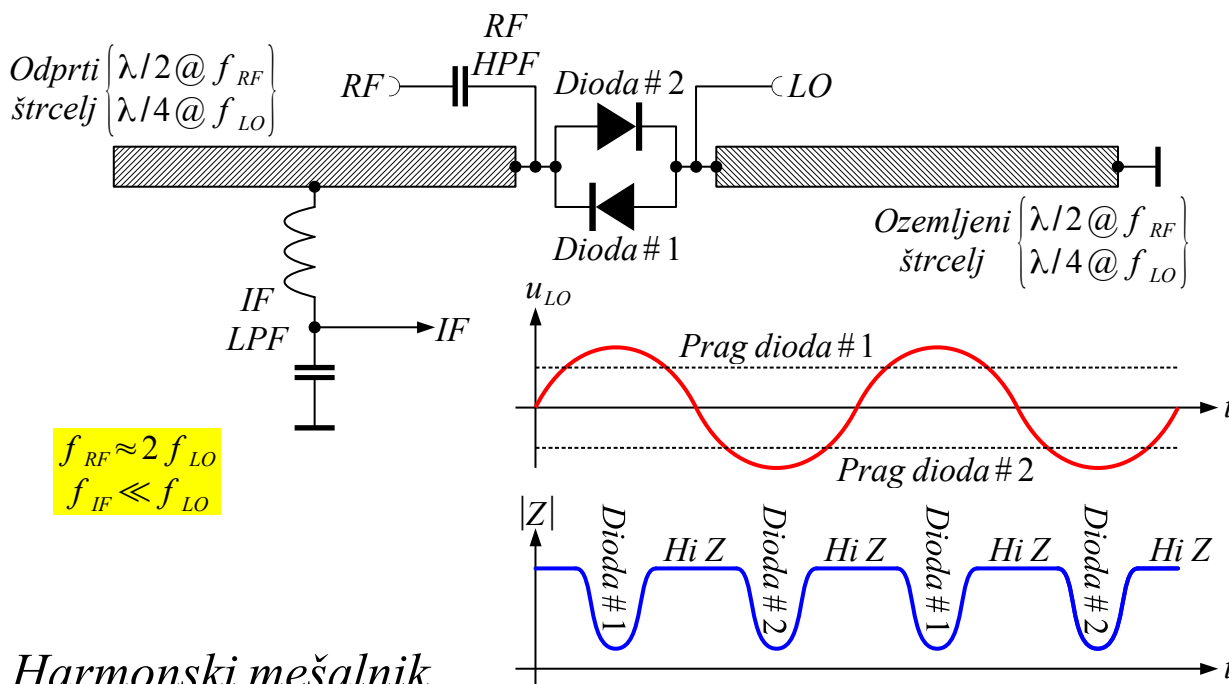 Odprti štrcelj {λ/2 @ f_RF
λ/4 @ f_LO}
RF
RF
HPF
Dioda # 2
LO
Dioda # 1
Ozemljeni štrcelj {λ/2 @ f_RF
λ/4 @ f_LO}
IF
LPF
IF
f_RF ≈ 2 f_LO
f_IF ≪ f_LO
u_LO
Prag dioda # 1
t
Prag dioda # 2
|Z|
Dioda # 1
Hi Z
Dioda # 2
Hi Z
Dioda # 1
Hi Z
Dioda # 2
Hi Z
t
Harmonski mešalnik